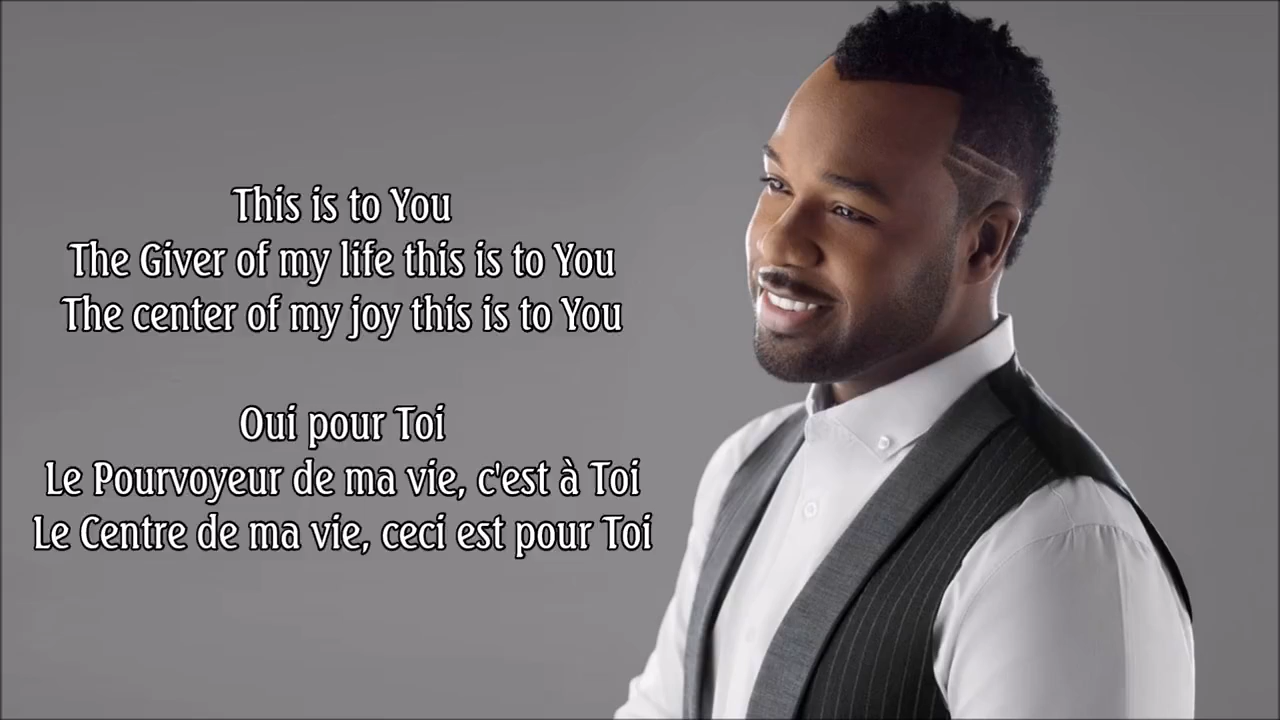 This is to You
The Giver of my life this is to You
The center of my joy this is to You
Oui pour Toi
Le Pourvoyeur de ma vie, c'est à Toi
Le Centre de ma vie, ceci est pour Toi